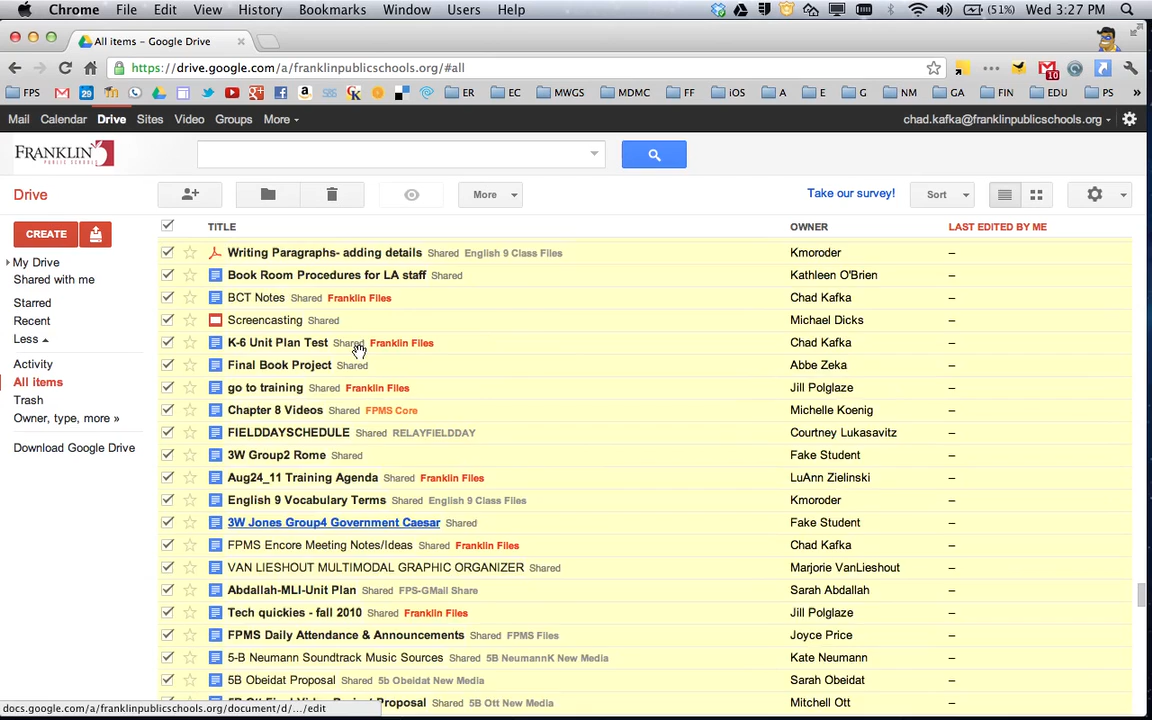 Chrome File Edit View History Bookmarks Window Users Help (51%) Wed 3:27 PM
All items - Google Drive
https://drive.google.com/a/franklinpublicschools.org/#all
10
FPS 29 SBS ER EC MWGS MDMC FF iOS A E G NM GA FIN EDU PS »
Mail Calendar Drive Sites Video Groups More chad.kafka@franklinpublicschools.org
FRANKLIN
PUBLIC SCHOOLS
Drive More Take our survey! Sort
CREATE
TITLE OWNER LAST EDITED BY ME
My Drive
Shared with me
Starred
Recent
Less
Activity
All items
Trash
Owner, type, more »
Download Google Drive
Writing Paragraphs- adding details Shared English 9 Class Files Kmoroder –
Book Room Procedures for LA staff Shared Kathleen O'Brien –
BCT Notes Shared Franklin Files Chad Kafka –
Screencasting Shared Michael Dicks –
K-6 Unit Plan Test Shared Franklin Files Chad Kafka –
Final Book Project Shared Abbe Zeka –
go to training Shared Franklin Files Jill Polglaze –
Chapter 8 Videos Shared FPMS Core Michelle Koenig –
FIELDDAYSCHEDULE Shared RELAYFIELDDAY Courtney Lukasavitz –
3W Group2 Rome Shared Fake Student –
Aug24_11 Training Agenda Shared Franklin Files LuAnn Zielinski –
English 9 Vocabulary Terms Shared English 9 Class Files Kmoroder –
3W Jones Group4 Government Caesar Shared Fake Student –
FPMS Encore Meeting Notes/Ideas Shared Franklin Files Chad Kafka –
VAN LIESHOUT MULTIMODAL GRAPHIC ORGANIZER Shared Marjorie VanLieshout –
Abdallah-MLI-Unit Plan Shared FPS-GMail Share Sarah Abdallah –
Tech quickies - fall 2010 Shared Franklin Files Jill Polglaze –
FPMS Daily Attendance & Announcements Shared FPMS Files Joyce Price –
5-B Neumann Soundtrack Music Sources Shared 5B NeumannK New Media Kate Neumann –
5B Obeidat Proposal Shared 5b Obeidat New Media Sarah Obeidat –
5B Ott Final Video Project Proposal Shared 5B Ott New Media Mitchell Ott –
docs.google.com/a/franklinpublicschools.org/document/d/.../edit